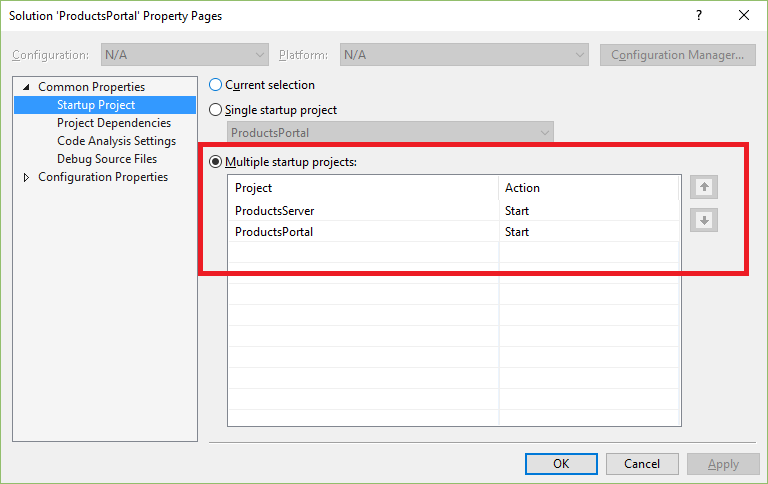 Solution 'ProductsPortal' Property Pages
?
Configuration: N/A Platform: N/A Configuration Manager...
Common Properties
Startup Project
Project Dependencies
Code Analysis Settings
Debug Source Files
Configuration Properties
Current selection
Single startup project
ProductsPortal
Multiple startup projects:
Project Action
ProductsServer Start
ProductsPortal Start
OK Cancel Apply